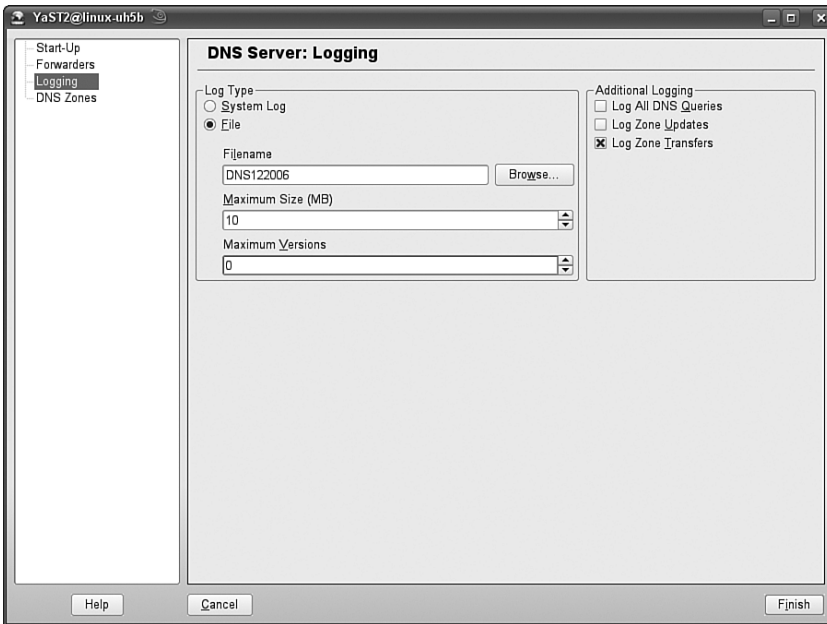 YaST2@linux-uh5b
Start-Up
Forwarders
Logging
DNS Zones
DNS Server: Logging
Log Type
System Log
File
Filename
DNS122006
Browse...
Maximum Size (MB)
10
Maximum Versions
0
Additional Logging
Log All DNS Queries
Log Zone Updates
Log Zone Transfers
Help
Cancel
Finish